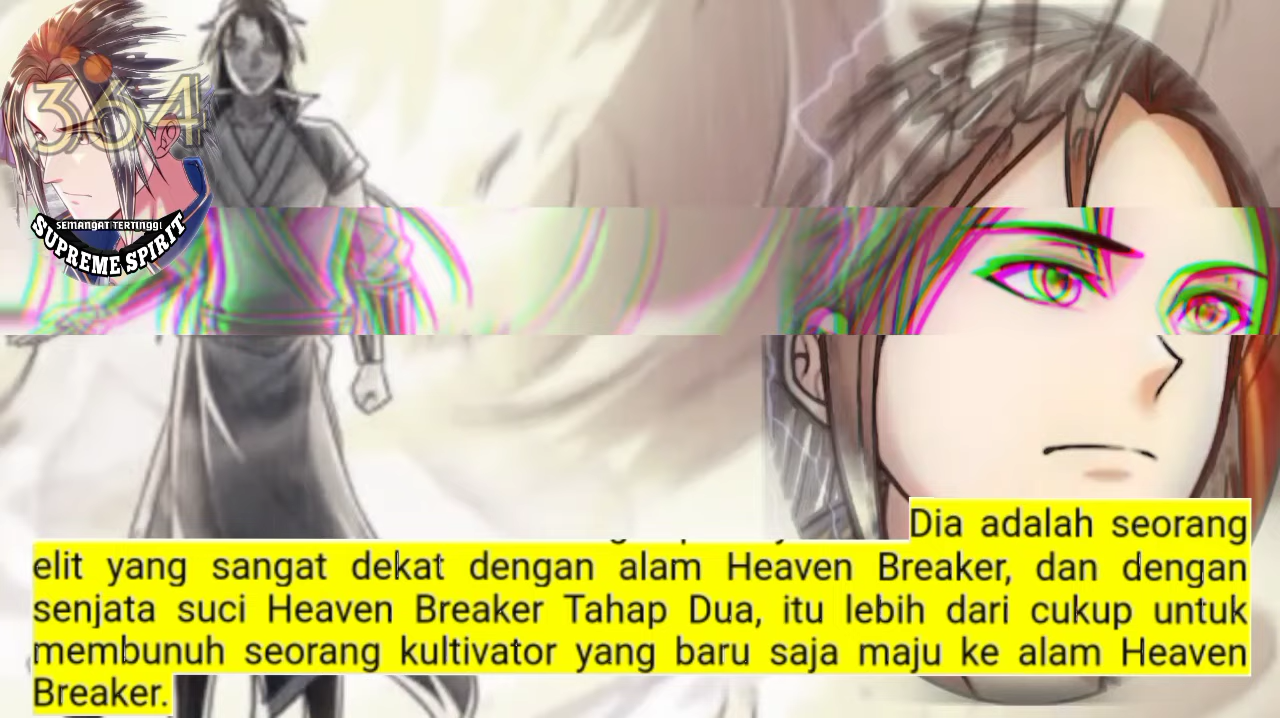 364
SEMANGAT TERTINGGI
SUPREME SPIRIT
Dia adalah seorang
elit yang sangat dekat dengan alam Heaven Breaker, dan dengan
senjata suci Heaven Breaker Tahap Dua, itu lebih dari cukup untuk
membunuh seorang kultivator yang baru saja maju ke alam Heaven
Breaker.